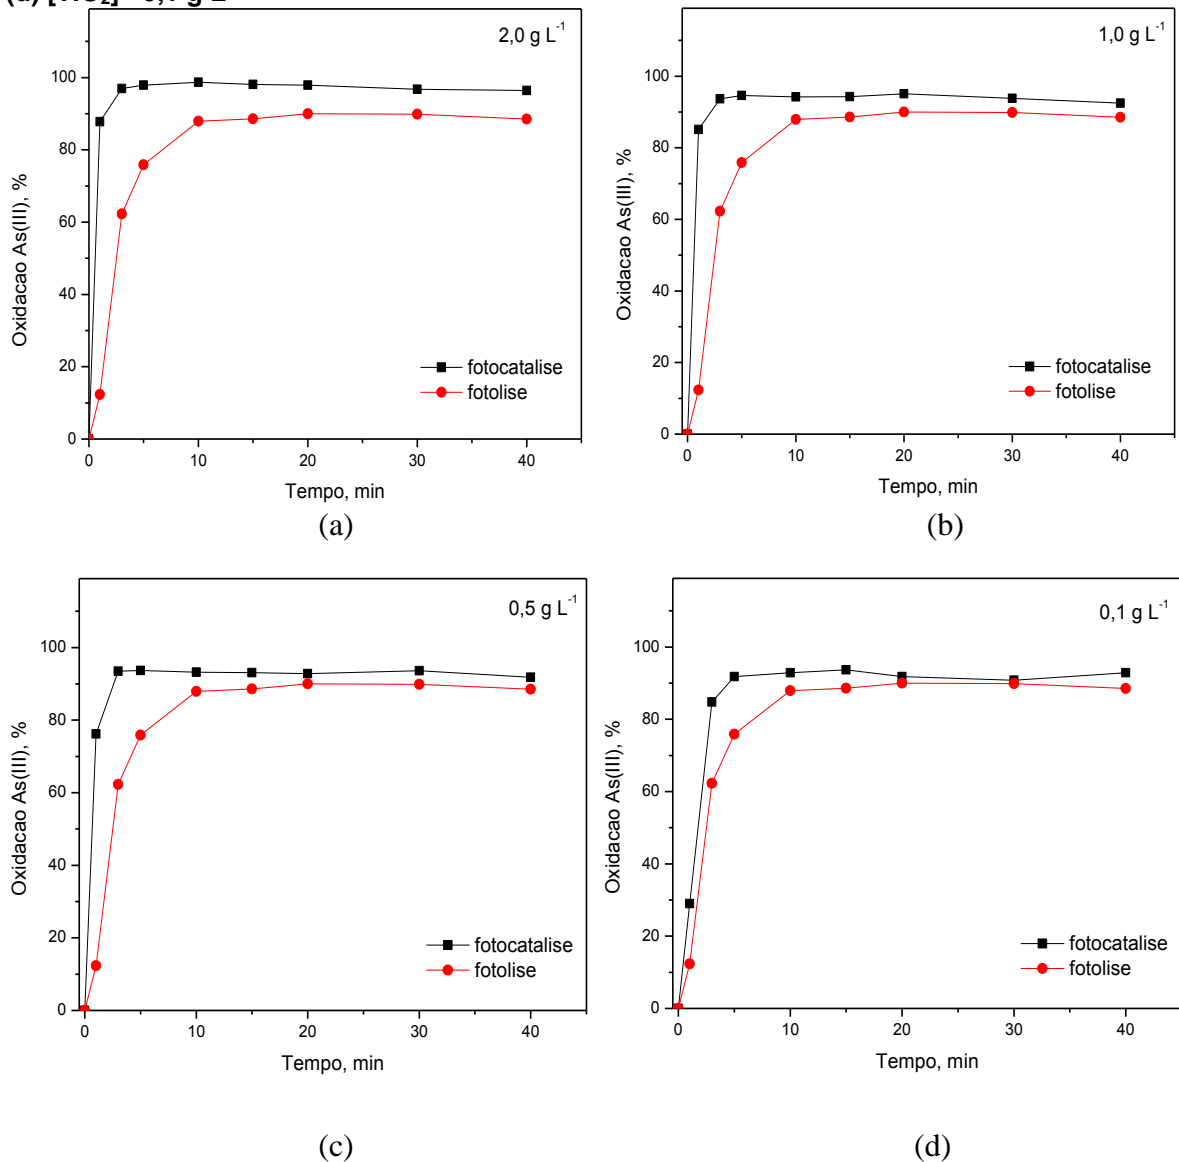 2,0 g L⁻¹
Oxidacao As(III), %
100
80
60
40
20
0
fotocatalise
fotolise
0 10 20 30 40
Tempo, min
(a)
1,0 g L⁻¹
Oxidacao As(III), %
100
80
60
40
20
0
fotocatalise
fotolise
0 10 20 30 40
Tempo, min
(b)
0,5 g L⁻¹
Oxidacao As(III), %
100
80
60
40
20
0
fotocatalise
fotolise
0 10 20 30 40
Tempo, min
(c)
0,1 g L⁻¹
Oxidacao As(III), %
100
80
60
40
20
0
fotocatalise
fotolise
0 10 20 30 40
Tempo, min
(d)